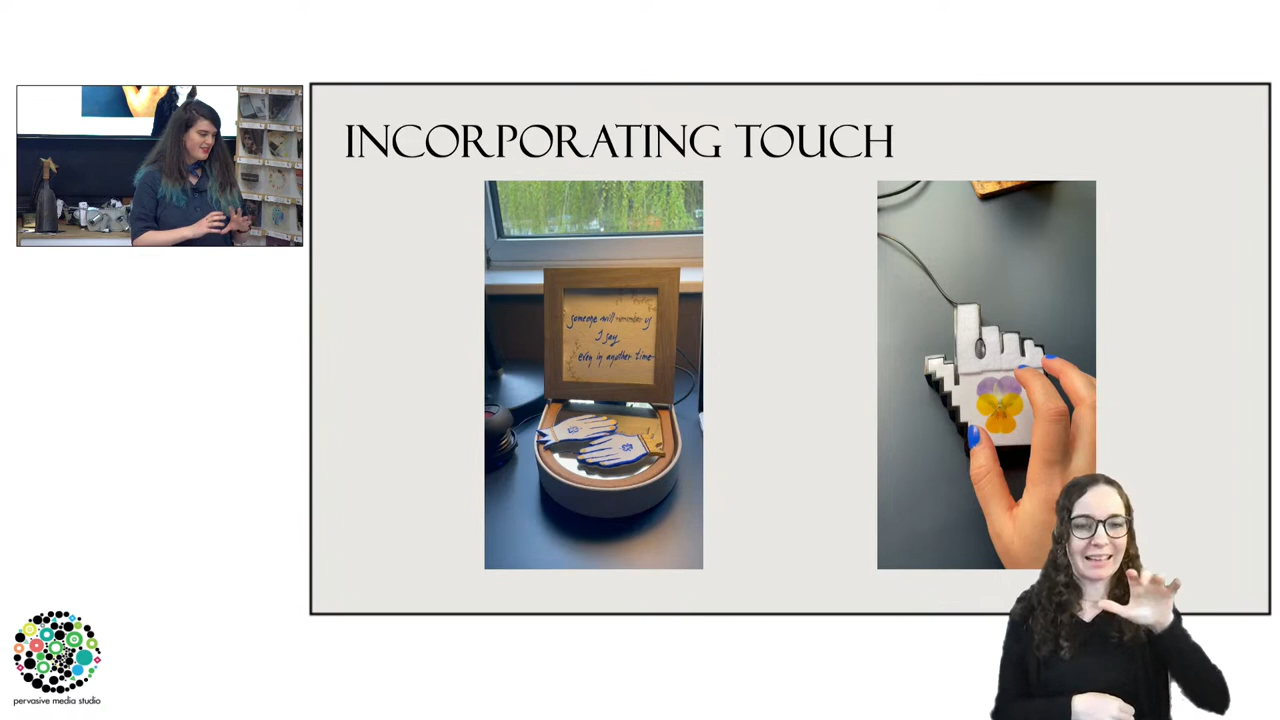 INCORPORATING TOUCH
someone will remember us
I say
even in another time
pervasive media studio